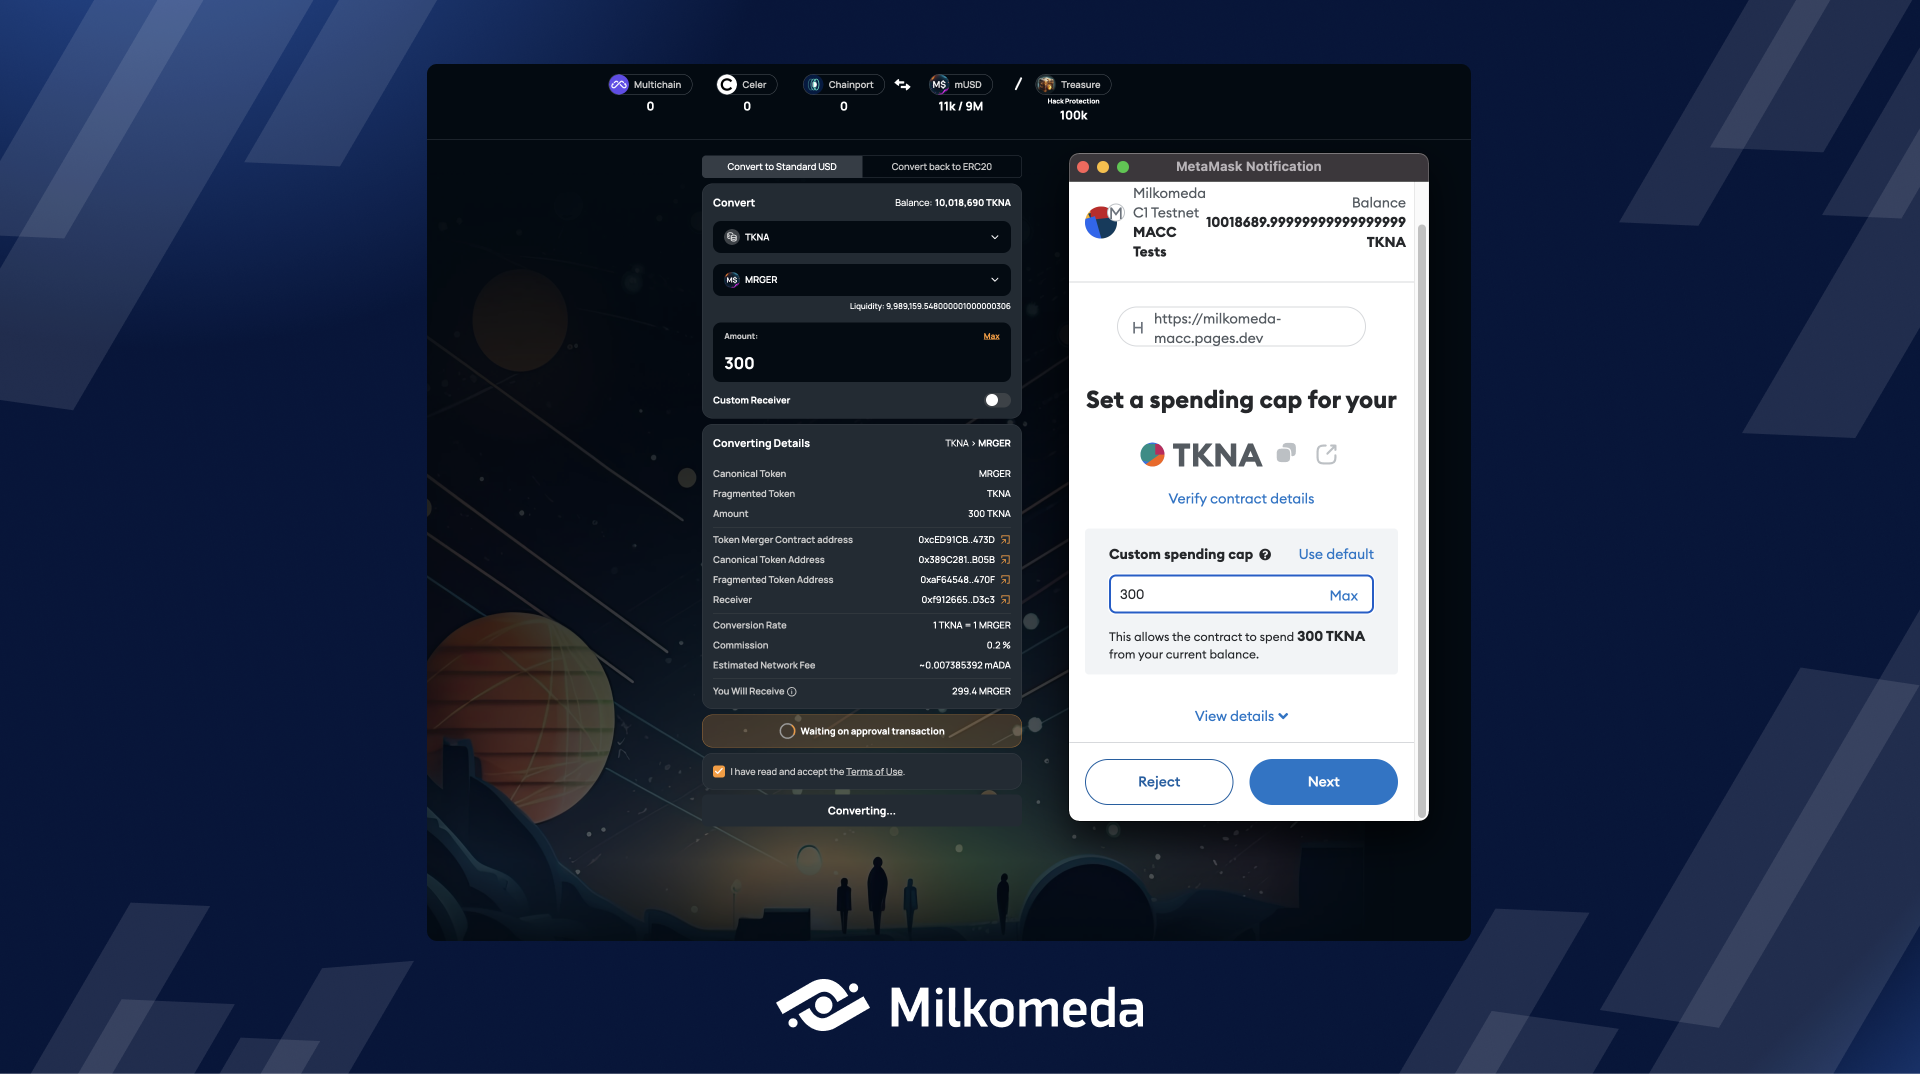 Multichain
0
Celer
0
Chainport
0
M$ mUSD
11k / 9M
/
Treasure
Hack Protection
100k
Convert to Standard USD
Convert back to ERC20
Convert
Balance: 10,018,690 TKNA
TKNA
M$ MRGER
Liquidity: 9,989,159.548000001000000306
Amount:
Max
300
Custom Receiver
Converting Details
TKNA > MRGER
Canonical Token MRGER
Fragmented Token TKNA
Amount 300 TKNA
Token Merger Contract address 0xcED91CB..473D
Canonical Token Address 0x389C281..B05B
Fragmented Token Address 0xaF64548..470F
Receiver 0xf912665..D3c3
Conversion Rate 1 TKNA = 1 MRGER
Commission 0.2 %
Estimated Network Fee ~0.007385392 mADA
You Will Receive 299.4 MRGER
Waiting on approval transaction
I have read and accept the Terms of Use.
Converting...
MetaMask Notification
M
Milkomeda
C1 Testnet
MACC
Tests
Balance
10018689.99999999999999999
TKNA
H
https://milkomeda-
macc.pages.dev
Set a spending cap for your
TKNA
Verify contract details
Custom spending cap ?
Use default
300
Max
This allows the contract to spend 300 TKNA
from your current balance.
View details
Reject
Next
Milkomeda